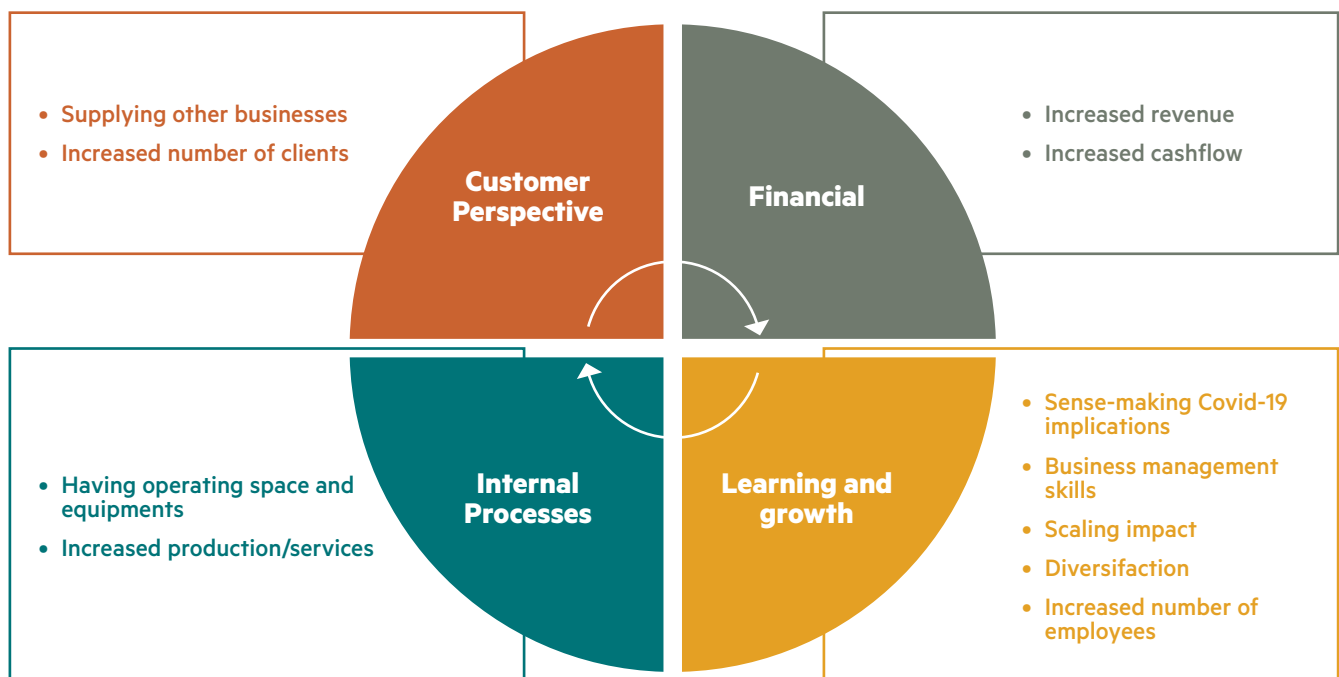 • Supplying other businesses
• Increased number of clients
Customer
Perspective
Financial
• Increased revenue
• Increased cashflow
• Having operating space and
equipments
• Increased production/services
Internal
Processes
Learning and
growth
• Sense-making Covid-19
implications
• Business management
skills
• Scaling impact
• Diversifaction
• Increased number of
employees